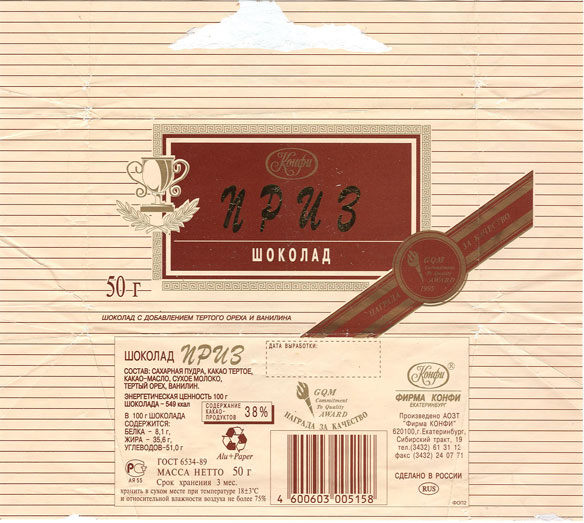 Конфи
ПРИЗ
ШОКОЛАД
50 г
GQM
Commitment
To Quality
AWARD
1995
НАГРАДА ЗА КАЧЕСТВО
ШОКОЛАД С ДОБАВЛЕНИЕМ ТЕРТОГО ОРЕХА И ВАНИЛИНА
ШОКОЛАД ПРИЗ
СОСТАВ: САХАРНАЯ ПУДРА, КАКАО ТЕРТОЕ,
КАКАО–МАСЛО, СУХОЕ МОЛОКО,
ТЕРТЫЙ ОРЕХ, ВАНИЛИН.
ЭНЕРГЕТИЧЕСКАЯ ЦЕННОСТЬ 100 г
ШОКОЛАДА – 549 ккал
В 100 г ШОКОЛАДА
СОДЕРЖИТСЯ:
БЕЛКА – 8,1 г,
ЖИРА – 35,6 г,
УГЛЕВОДОВ–51,0 г
СОДЕРЖАНИЕ
КАКАО–
ПРОДУКТОВ
38%
Alu+Paper
ГОСТ 6534-89
МАССА НЕТТО 50 г
Срок хранения 3 мес.
АЯ 55
хранить в сухом месте при температуре 18±3°С
и относительной влажности воздуха не более 75%
ДАТА ВЫРАБОТКИ:
GQM
Commitment
To Quality
AWARD
НАГРАДА ЗА КАЧЕСТВО
4 600603 005158
Конфи ®
ФИРМА КОНФИ
ЕКАТЕРИНБУРГ
Произведено АОЗТ
"Фирма КОНФИ"
620100, г.Екатеринбург,
Сибирский тракт, 19
тел.(3432) 61 31 12
факс (3432) 24 07 71
СДЕЛАНО В РОССИИ
RUS